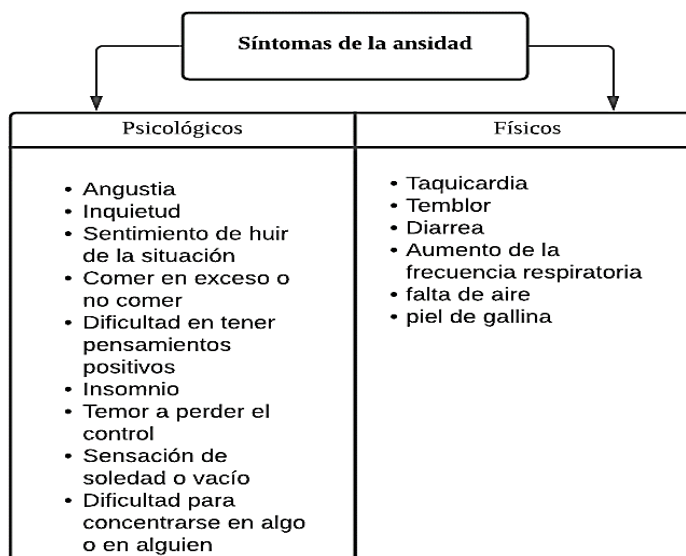 Síntomas de la ansidad
Psicológicos
• Angustia
• Inquietud
• Sentimiento de huir
de la situación
• Comer en exceso o
no comer
• Dificultad en tener
pensamientos
positivos
• Insomnio
• Temor a perder el
control
• Sensación de
soledad o vacío
• Dificultad para
concentrarse en algo
o en alguien
Físicos
• Taquicardia
• Temblor
• Diarrea
• Aumento de la
frecuencia respiratoria
• falta de aire
• piel de gallina